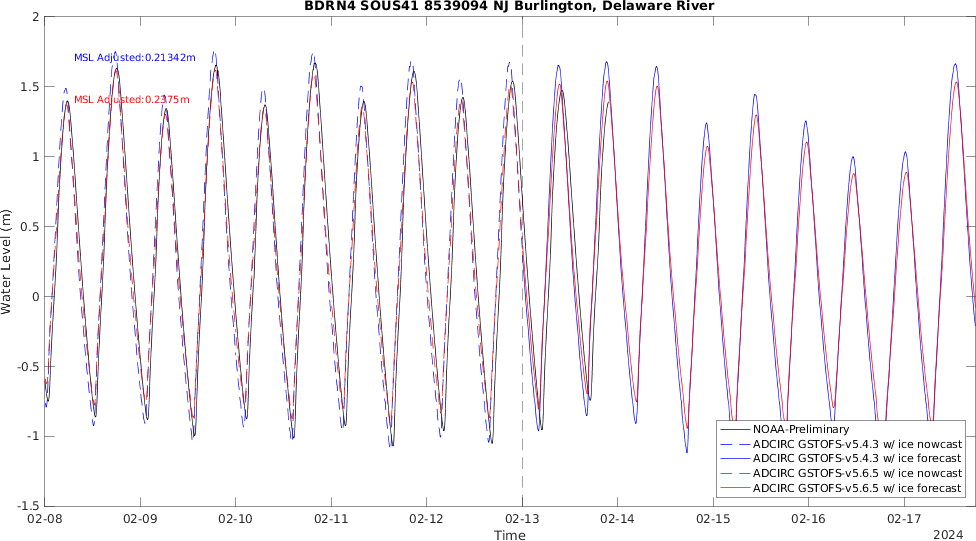 BDRN4 SOUS41 8539094 NJ Burlington, Delaware River
2
MSL Adjusted:0.21342m
1.5
MSL Adjusted:0.2375m
1
0.5
Water Level (m)
0
-0.5
-1
NOAA-Preliminary
ADCIRC GSTOFS-v5.4.3 w/ ice nowcast
ADCIRC GSTOFS-v5.4.3 w/ ice forecast
ADCIRC GSTOFS-v5.6.5 w/ ice nowcast
ADCIRC GSTOFS-v5.6.5 w/ ice forecast
-1.5
02-08 02-09 02-10 02-11 02-12 02-13 02-14 02-15 02-16 02-17
Time
2024